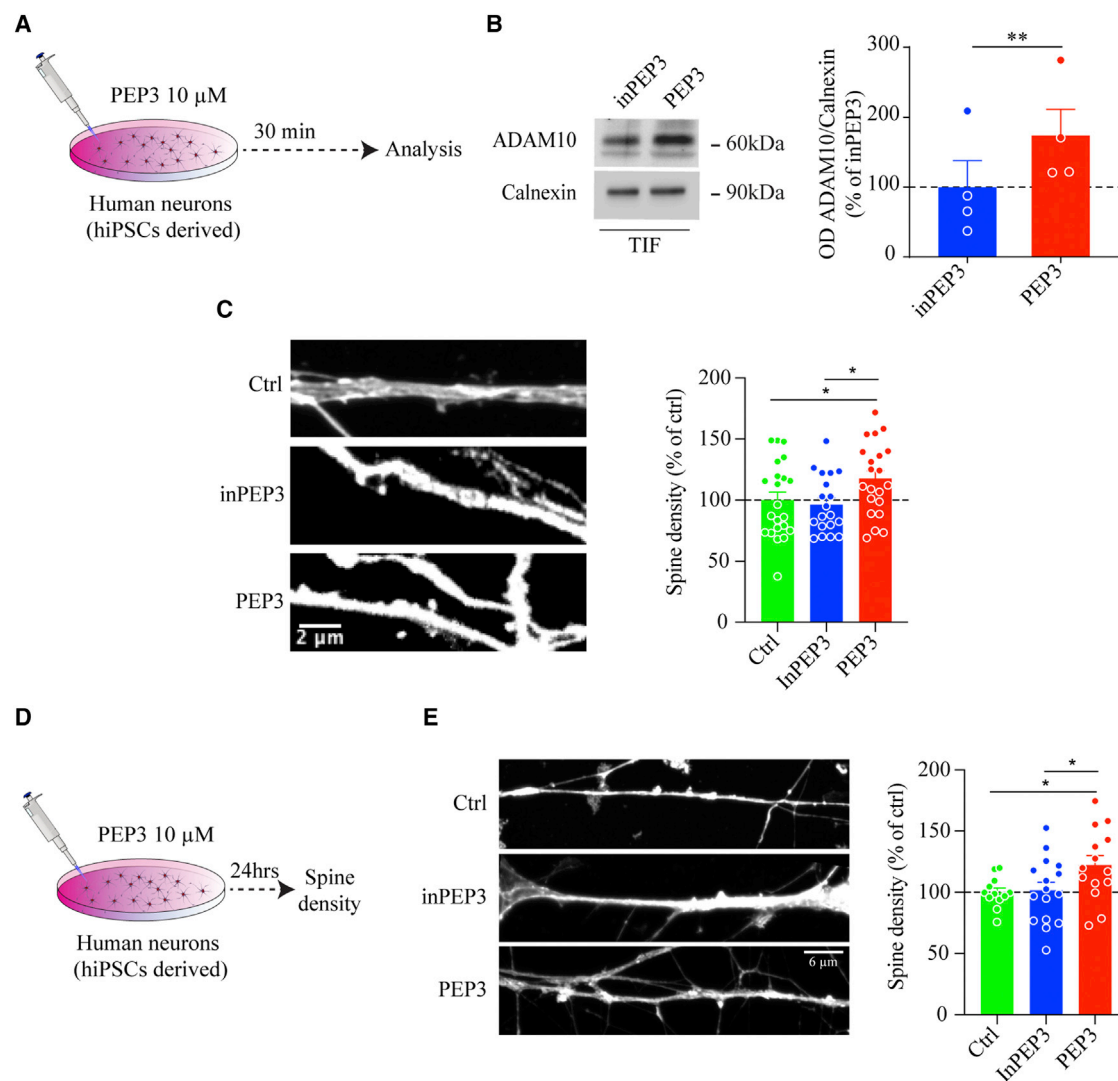 A
PEP3 10 µM
30 min
Analysis
Human neurons
(hiPSCs derived)
B
inPEP3
PEP3
ADAM10
- 60kDa
Calnexin
- 90kDa
TIF
OD ADAM10/Calnexin
(% of inPEP3)
300
200
100
0
**
inPEP3
PEP3
C
Ctrl
inPEP3
PEP3
2 µm
Spine density (% of ctrl)
200
150
100
50
0
*
*
Ctrl
InPEP3
PEP3
D
PEP3 10 µM
24hrs
Spine
density
Human neurons
(hiPSCs derived)
E
Ctrl
inPEP3
PEP3
6 µm
Spine density (% of ctrl)
200
150
100
50
0
*
*
Ctrl
InPEP3
PEP3